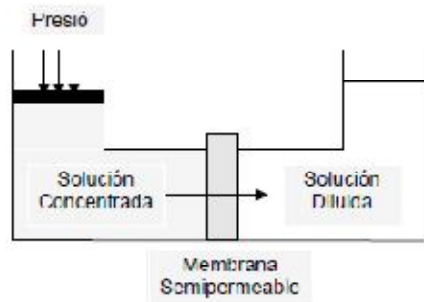 Presió
Solución
Concentrada
Solución
Diluida
Membrana
Semipermeable